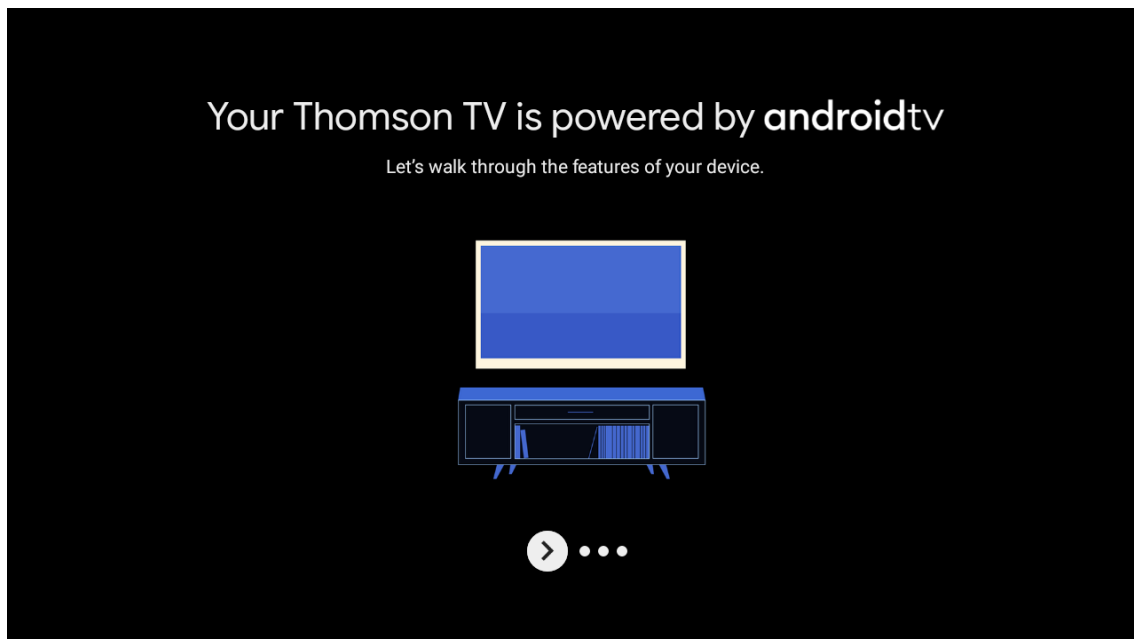 Your Thomson TV is powered by androidtv
Let’s walk through the features of your device.